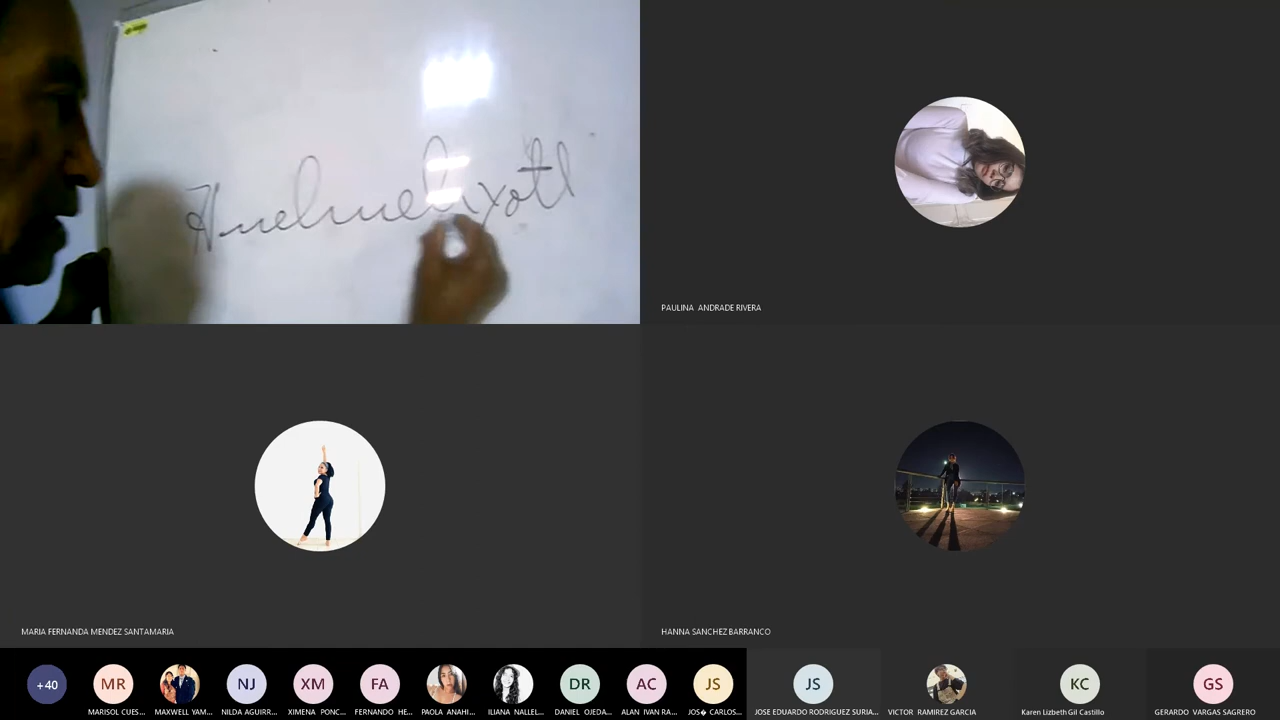 PAULINA ANDRADE RIVERA
MARIA FERNANDA MENDEZ SANTAMARIA
HANNA SANCHEZ BARRANCO
+40 MR NJ XM FA DR AC JS JS KC GS
MARISOL CUES... MAXWELL YAM... NILDA AGUIRR... XIMENA PONC... FERNANDO HE... PAOLA ANAHI... ILIANA NALLEL... DANIEL OJEDA... ALAN IVAN RA... JOS� CARLOS... JOSE EDUARDO RODRIGUEZ SURIA... VICTOR RAMIREZ GARCIA Karen Lizbeth Gil Castillo GERARDO VARGAS SAGRERO